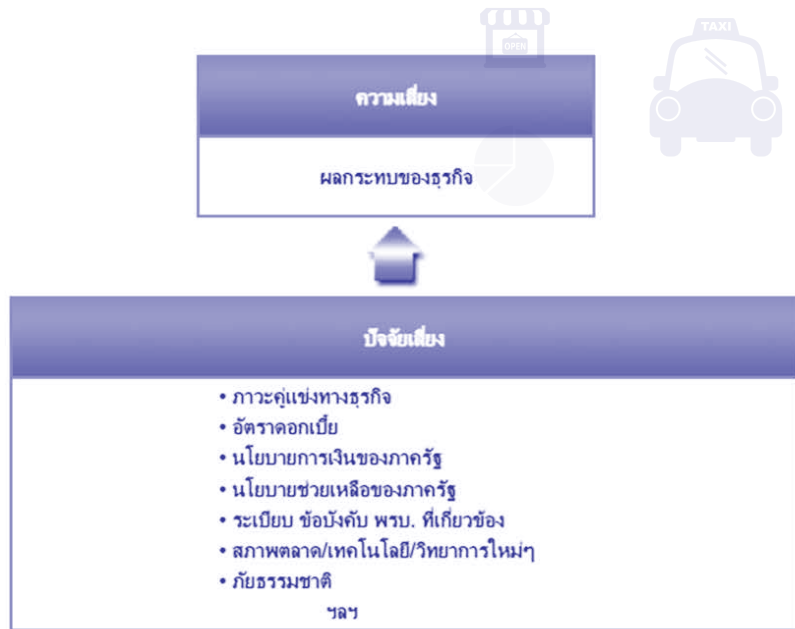 OPEN
TAXI
ความเสี่ยง
ผลกระทบของธุรกิจ
ปัจจัยเสี่ยง
• ภาวะคู่แข่งทางธุรกิจ
• อัตราดอกเบี้ย
• นโยบายการเงินของภาครัฐ
• นโยบายช่วยเหลือของภาครัฐ
• ระเบียบ ข้อบังคับ พรบ. ที่เกี่ยวข้อง
• สภาพตลาด/เทคโนโลยี/วิทยาการใหม่ๆ
• ภัยธรรมชาติ
ฯลฯ